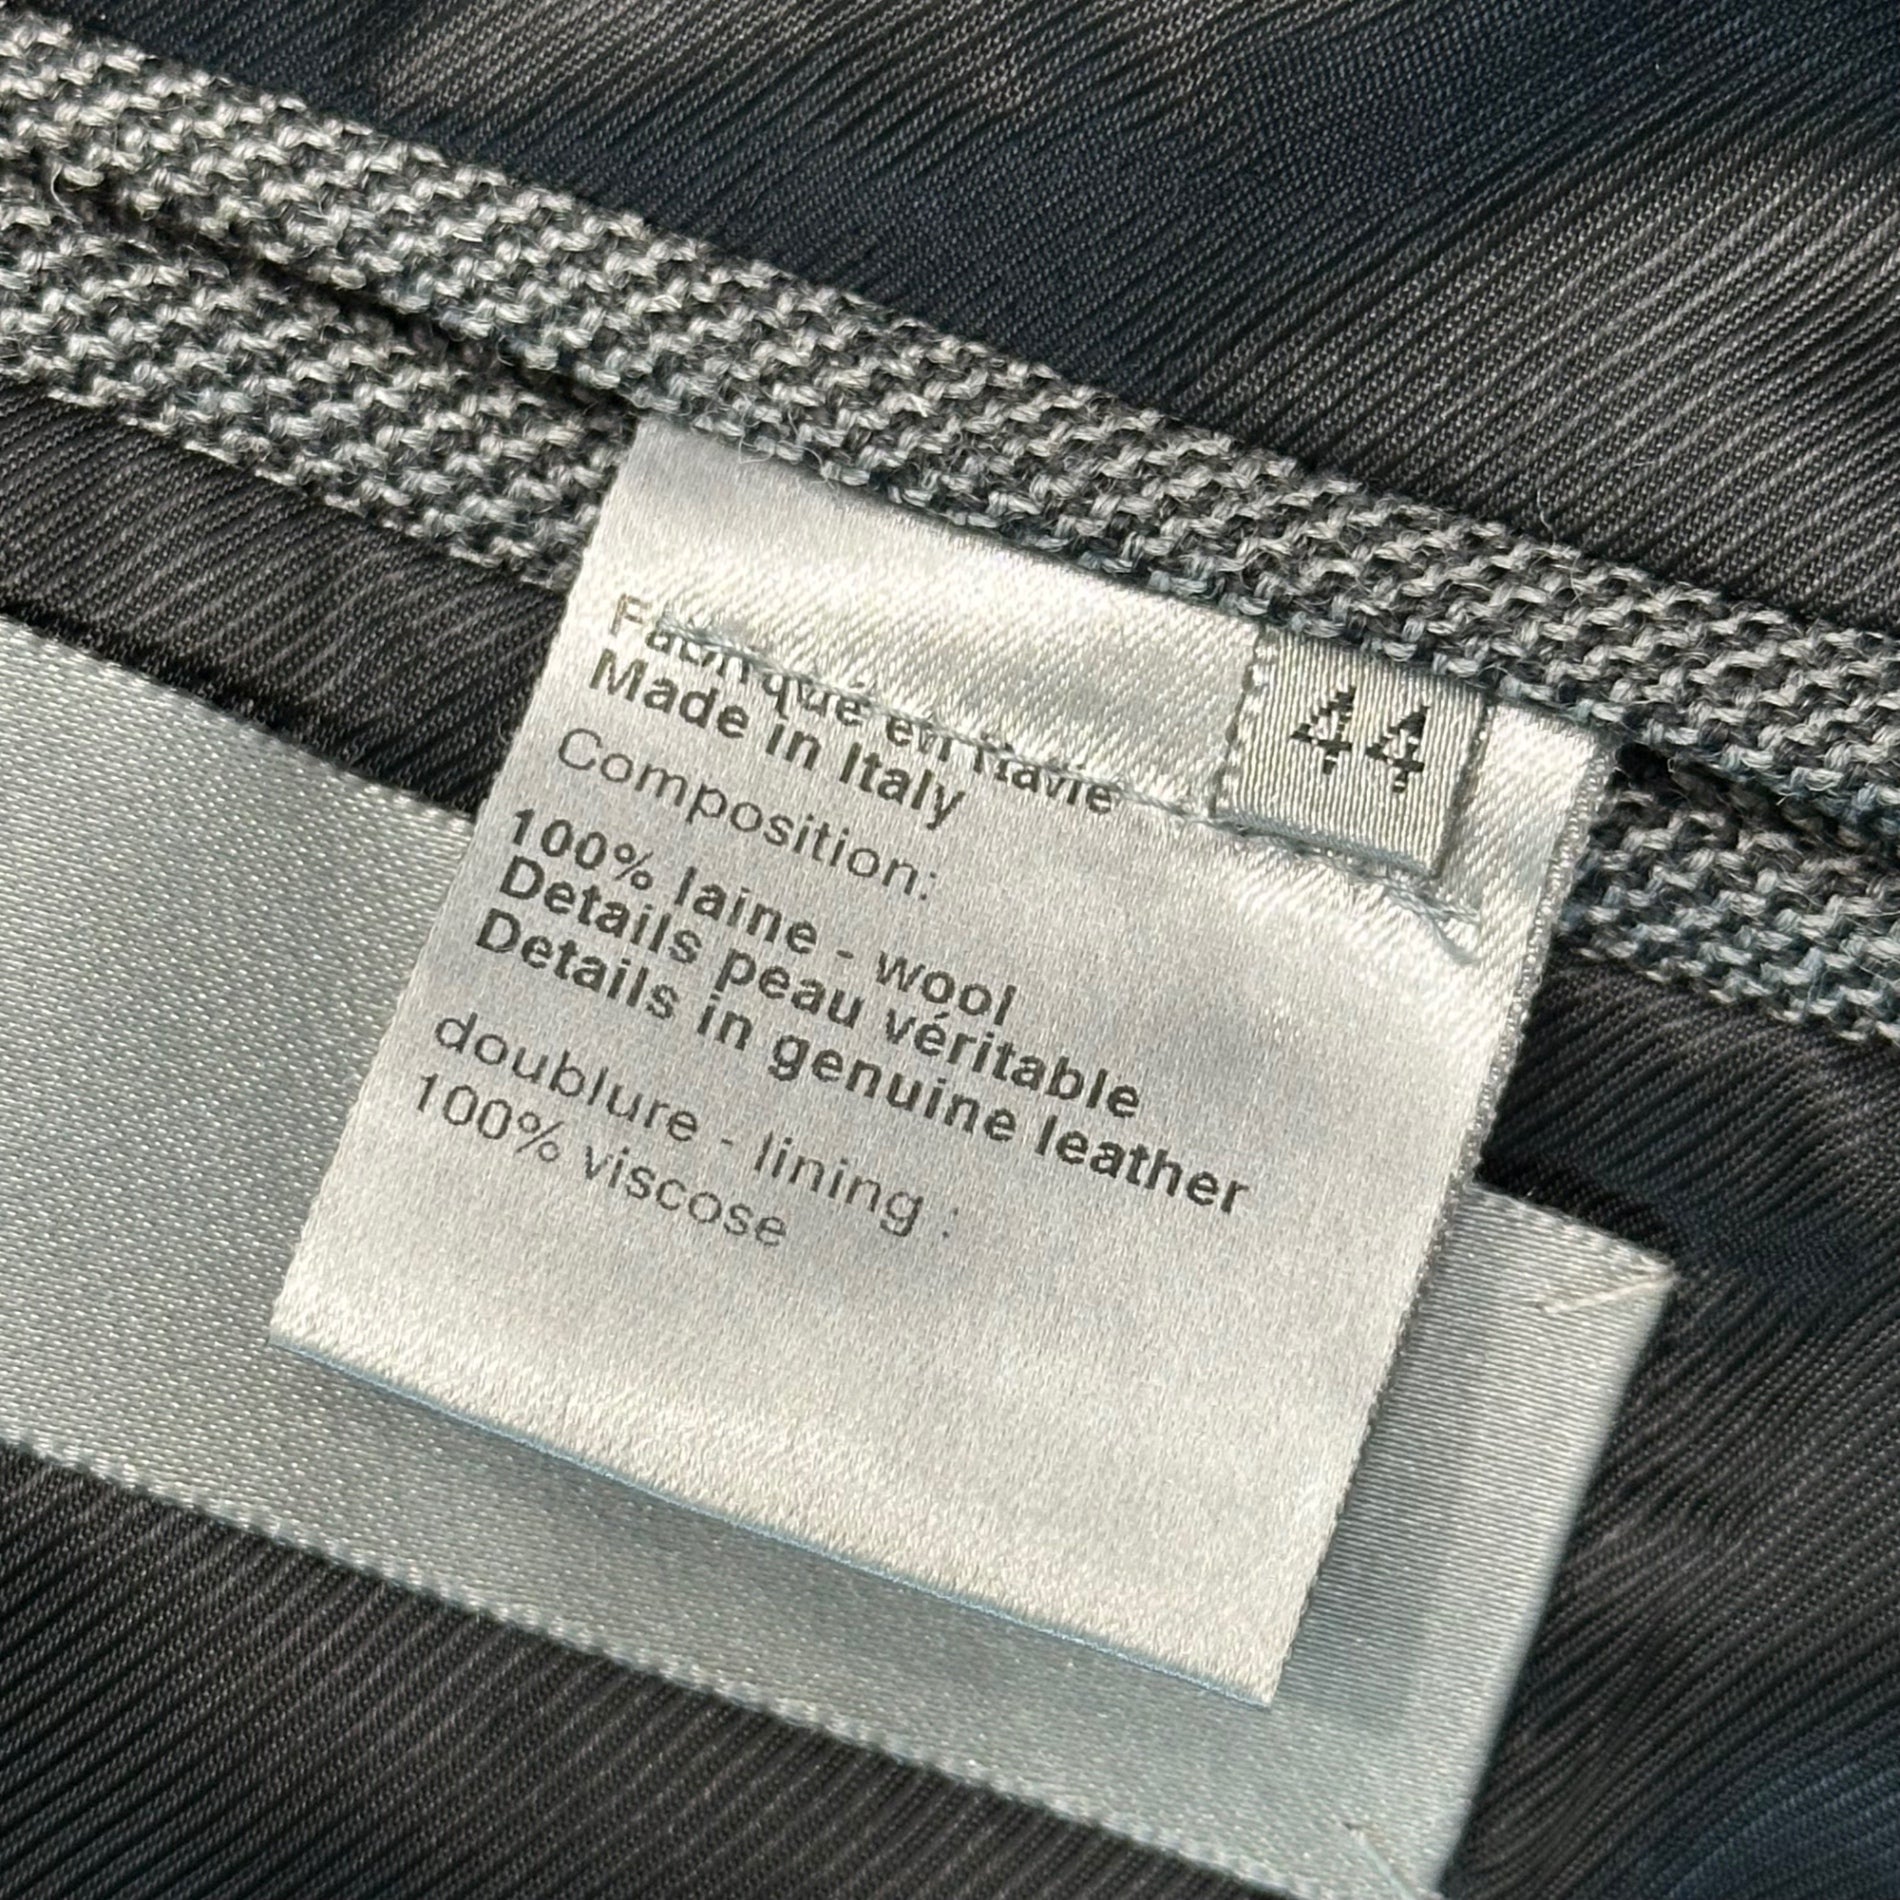 Fabriqué en Italie
Made in Italy
44
Composition:
100% laine - wool
Details peau véritable
Details in genuine leather
doublure - lining :
100% viscose